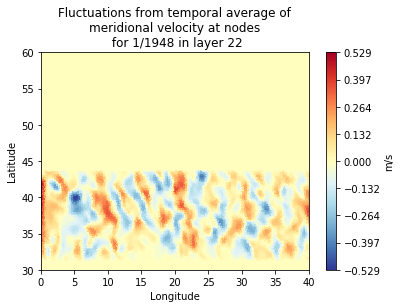 Fluctuations from temporal average of
meridional velocity at nodes
for 1/1948 in layer 22
60
55
50
45
40
35
30
Latitude
0 5 10 15 20 25 30 35 40
Longitude
0.529
0.397
0.264
0.132
0.000
−0.132
−0.264
−0.397
−0.529
m/s